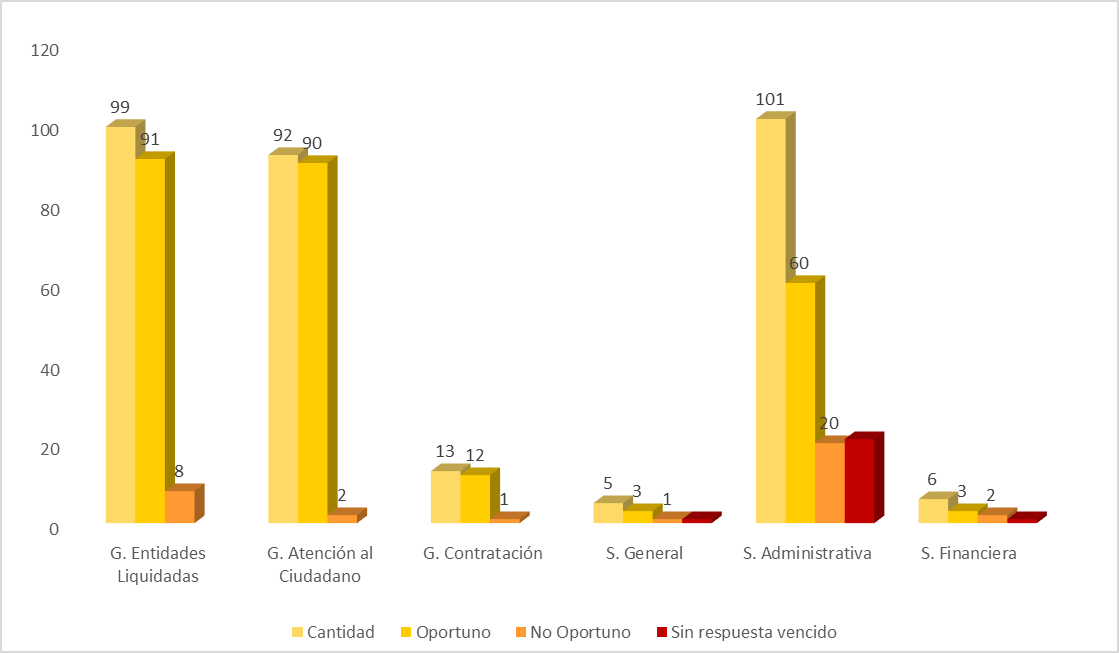 120
100
80
60
40
20
0
99
91
8
92
90
2
13
12
1
5
3
1
101
60
20
6
3
2
G. Entidades
Liquidadas
G. Atención al
Ciudadano
G. Contratación
S. General
S. Administrativa
S. Financiera
Cantidad
Oportuno
No Oportuno
Sin respuesta vencido